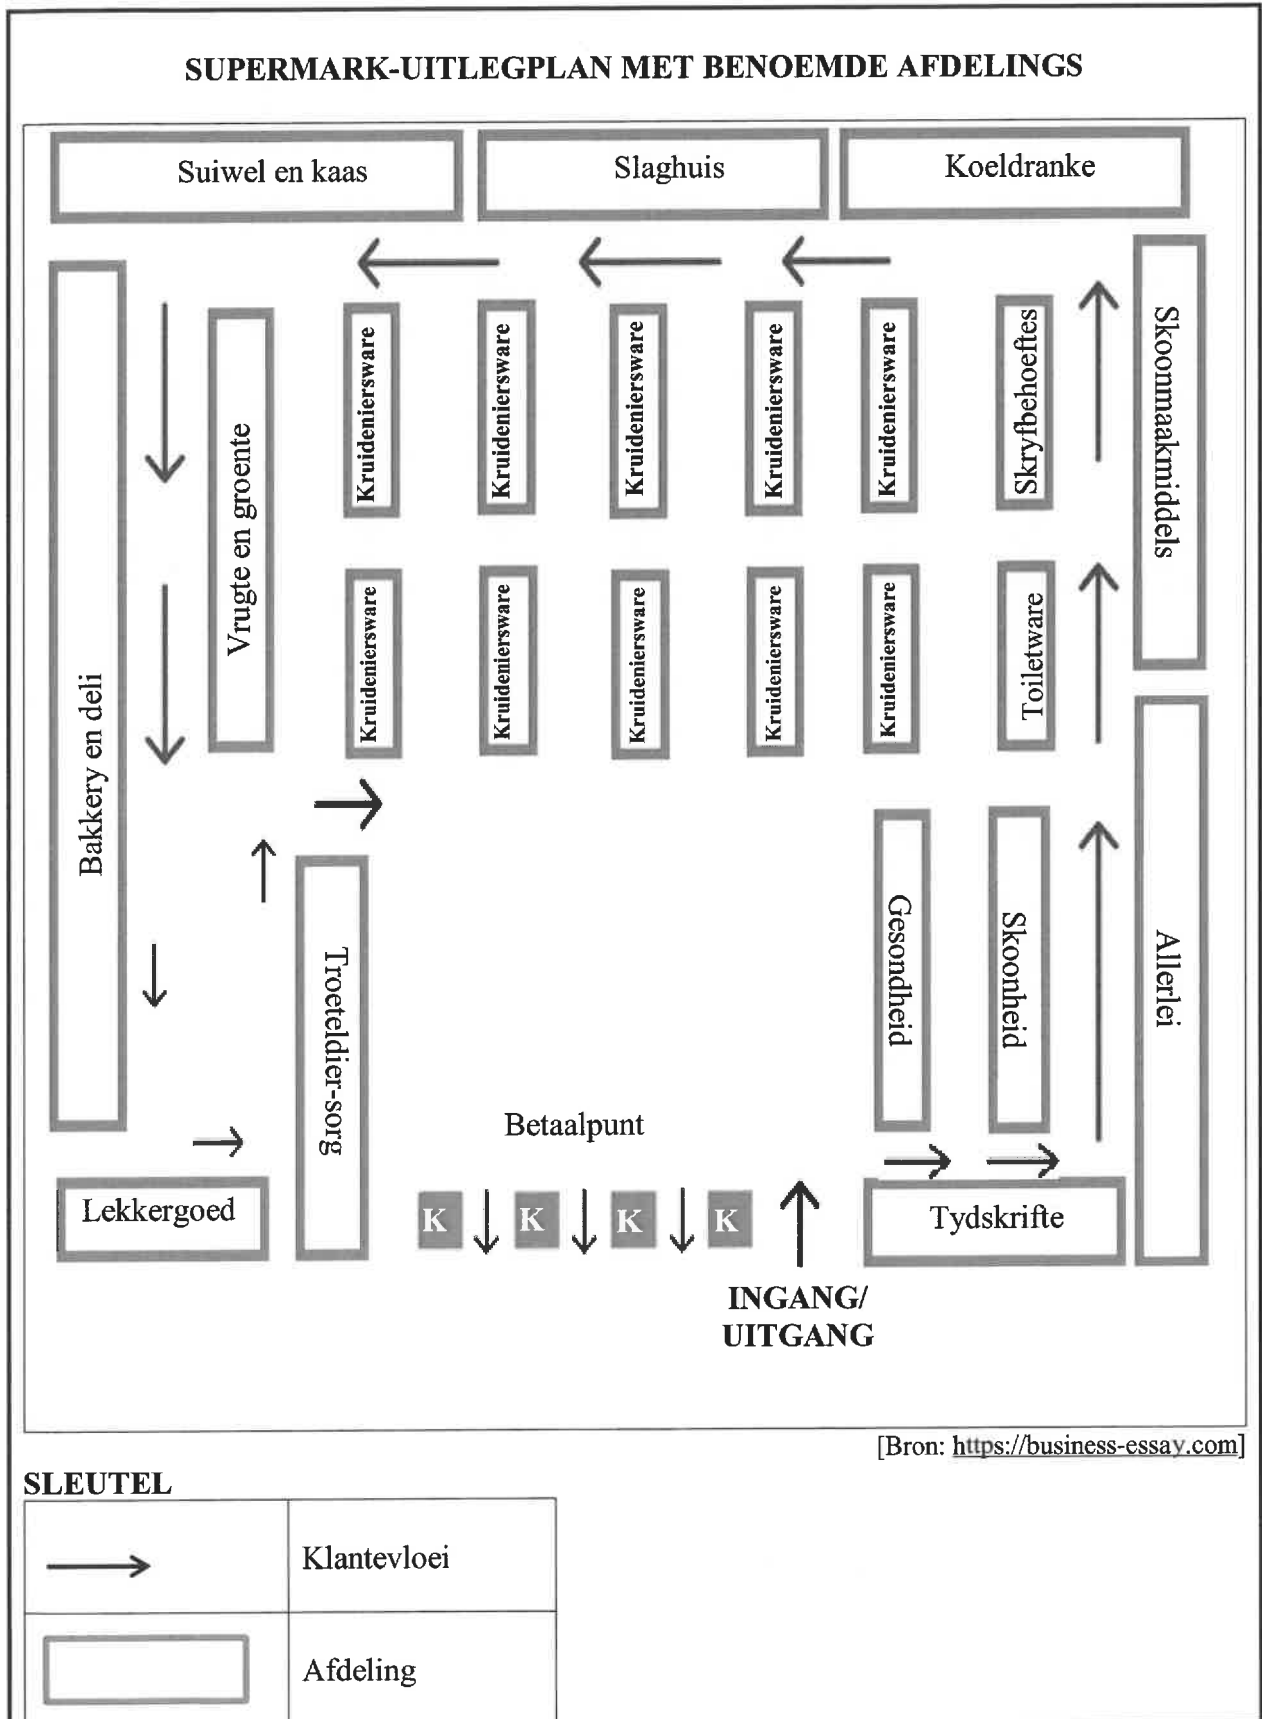 SUPERMARK-UITLEGPLAN MET BENOEMDE AFDELINGS
Suiwel en kaas
Slaghuis
Koeldranke
Bakkery en deli
Vrugte en groente
Kruideniersware
Kruideniersware
Kruideniersware
Kruideniersware
Kruideniersware
Skryfbehoeftes
Skoonmaakmiddels
Kruideniersware
Kruideniersware
Kruideniersware
Kruideniersware
Kruideniersware
Toiletware
Troeteldier-sorg
Gesondheid
Skoonheid
Allerlei
Betaalpunt
Lekkergoed
K
K
K
K
Tydskrifte
INGANG/
UITGANG
[Bron: https://business-essay.com]
SLEUTEL
Klantevloei
Afdeling